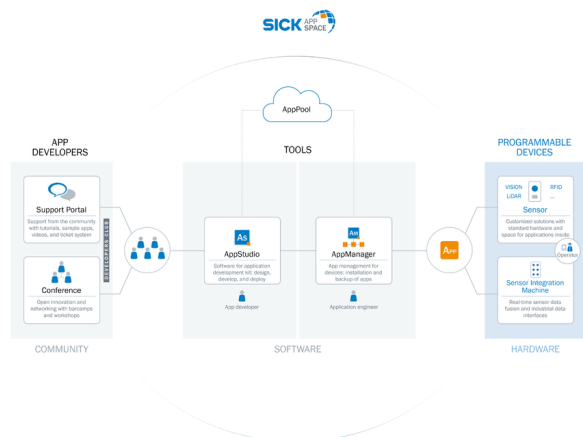 SICK APP
SPACE
AppPool
APP
DEVELOPERS
TOOLS
PROGRAMMABLE
DEVICES
Support Portal
Support from the community
with tutorials, sample apps,
videos, and ticket system
Conference
Open innovation and
networking with barcamps
and workshops
DEVELOPERS CLUB
As
AppStudio
Software for application
development kit: design,
develop, and deploy
App developer
AM
AppManager
App management for
devices: installation and
backup of apps
Application engineer
APP
VISION
RFID
LiDAR
...
Sensor
Customized solutions with
standard hardware and
space for applications inside
Operator
Sensor Integration
Machine
Real-time sensor data
fusion and industrial data
interfaces
COMMUNITY
SOFTWARE
HARDWARE